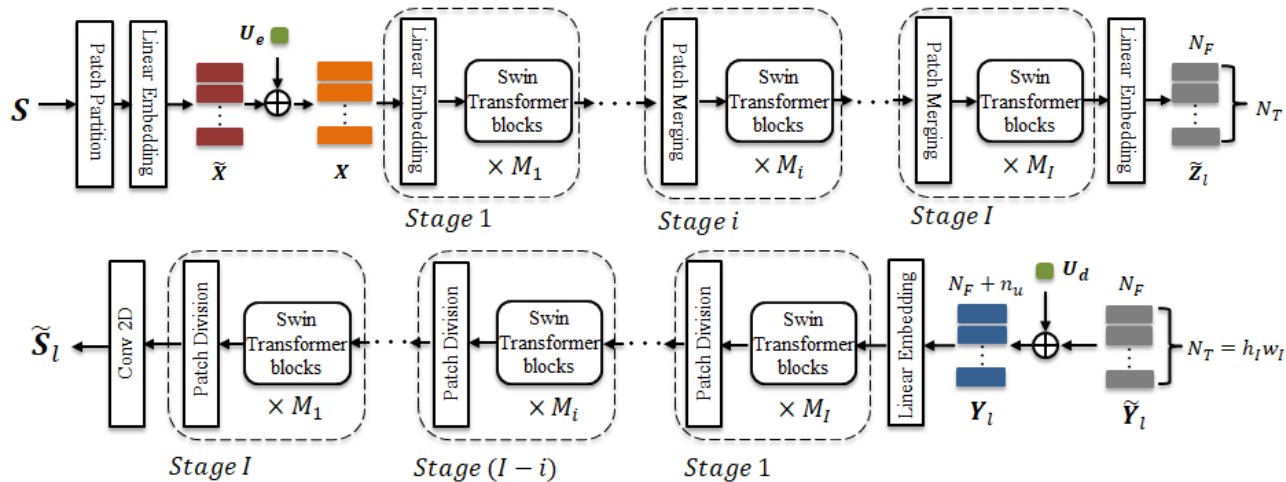 S
Patch Partition
Linear Embedding
U_e
X̃
X
Linear Embedding
Swin
Transformer
blocks
× M_1
Stage 1
Patch Merging
Swin
Transformer
blocks
× M_i
Stage i
Patch Merging
Swin
Transformer
blocks
× M_I
Stage I
Linear Embedding
N_F
N_T
Z̃_l
S̃_l
Conv 2D
Patch Division
Swin
Transformer
blocks
× M_1
Stage I
Patch Division
Swin
Transformer
blocks
× M_i
Stage (I − i)
Patch Division
Swin
Transformer
blocks
× M_I
Stage 1
Linear Embedding
N_F + n_u
Y_l
U_d
N_F
Ỹ_l
N_T = h_I w_I